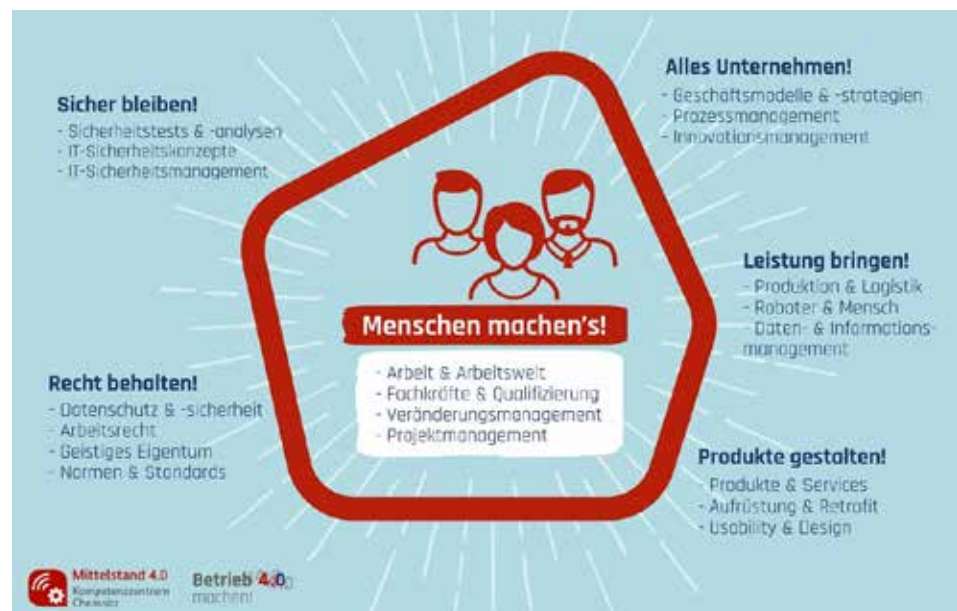 Sicher bleiben!
- Sicherheitstests & -analysen
- IT-Sicherheitskonzepte
- IT-Sicherheitsmanagement
Alles Unternehmen!
- Geschäftsmodelle & -strategien
- Prozessmanagement
- Innovationsmanagement
Leistung bringen!
- Produktion & Logistik
- Roboter & Mensch
- Daten- & Informations-
management
Menschen machen's!
- Arbeit & Arbeitswelt
- Fachkräfte & Qualifizierung
- Veränderungsmanagement
- Projektmanagement
Recht behalten!
- Datenschutz & -sicherheit
- Arbeitsrecht
- Geistiges Eigentum
- Normen & Standards
Produkte gestalten!
- Produkte & Services
- Aufrüstung & Retrofit
- Usability & Design
Mittelstand 4.0
Kompetenzzentrum
Chemnitz
Betrieb 4.0
machen!